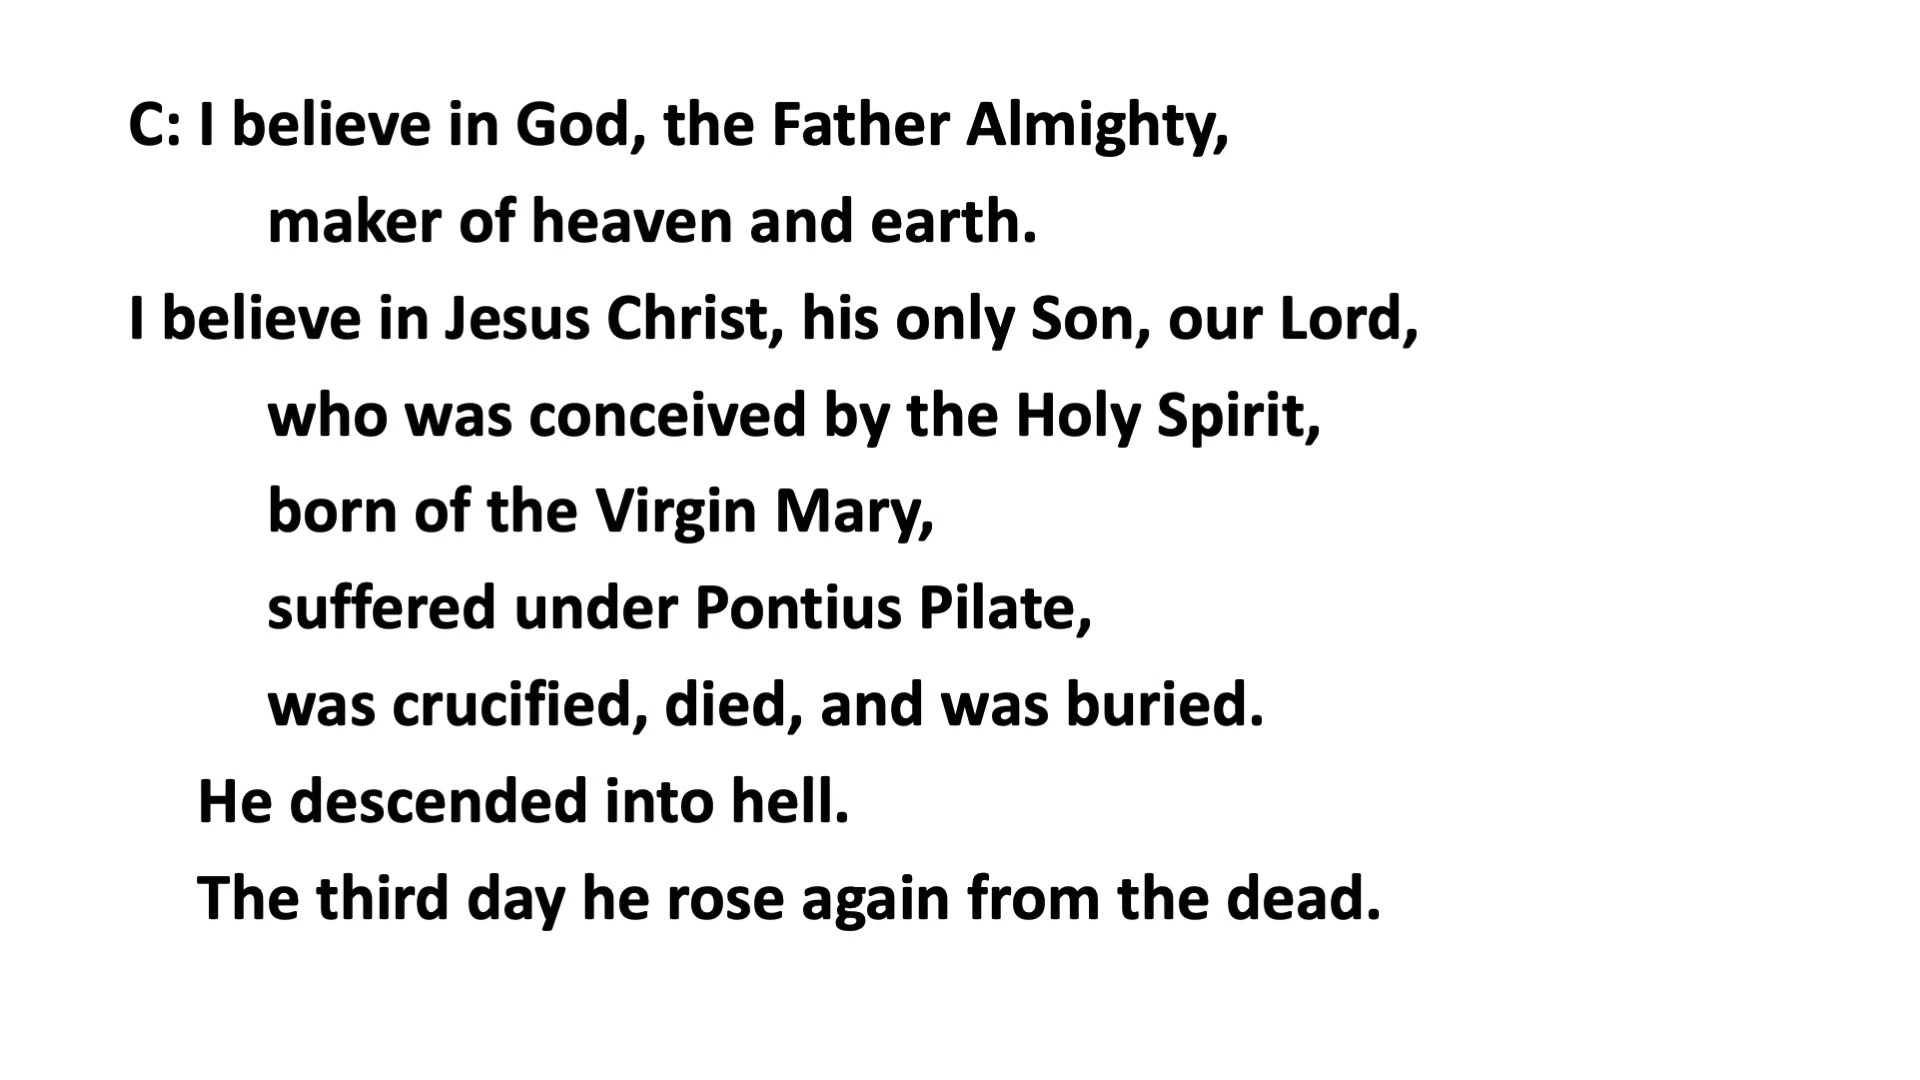 C: I believe in God, the Father Almighty,
maker of heaven and earth.
I believe in Jesus Christ, his only Son, our Lord,
who was conceived by the Holy Spirit,
born of the Virgin Mary,
suffered under Pontius Pilate,
was crucified, died, and was buried.
He descended into hell.
The third day he rose again from the dead.